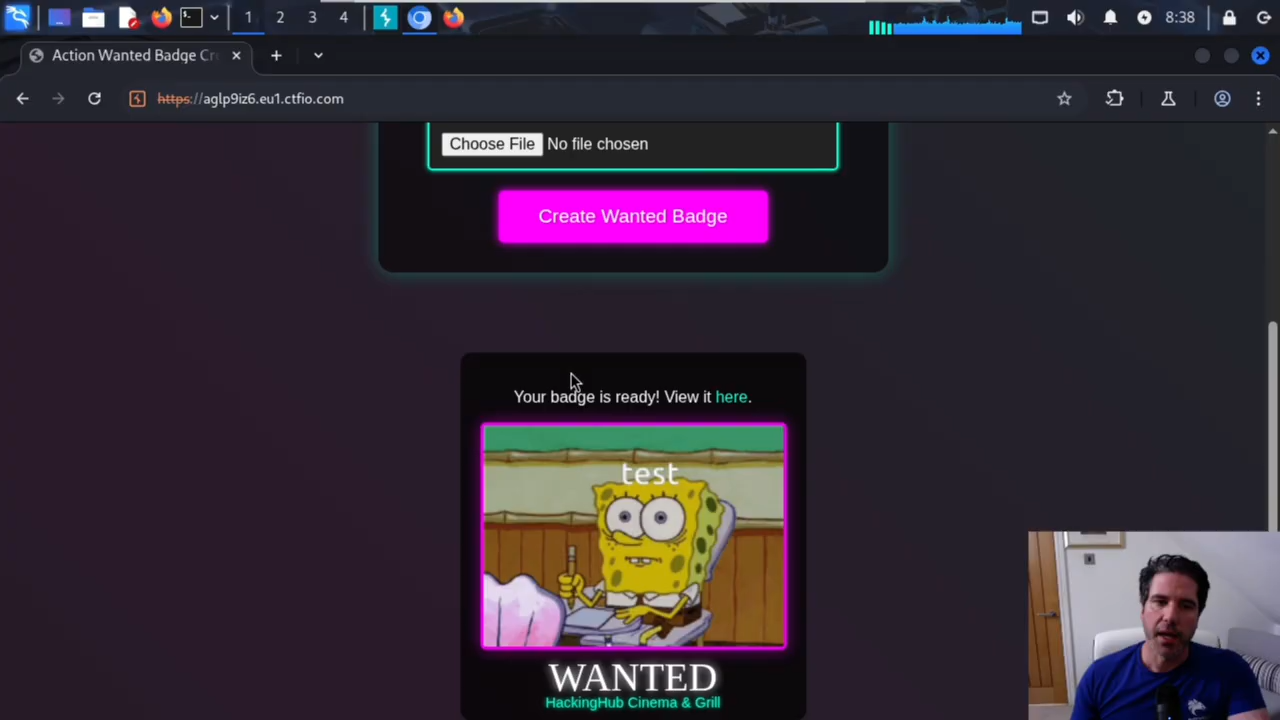 1 2 3 4 8:38
Action Wanted Badge Cr
https://aglp9iz6.eu1.ctfio.com
Choose File No file chosen
Create Wanted Badge
Your badge is ready! View it here.
test
WANTED
HackingHub Cinema & Grill